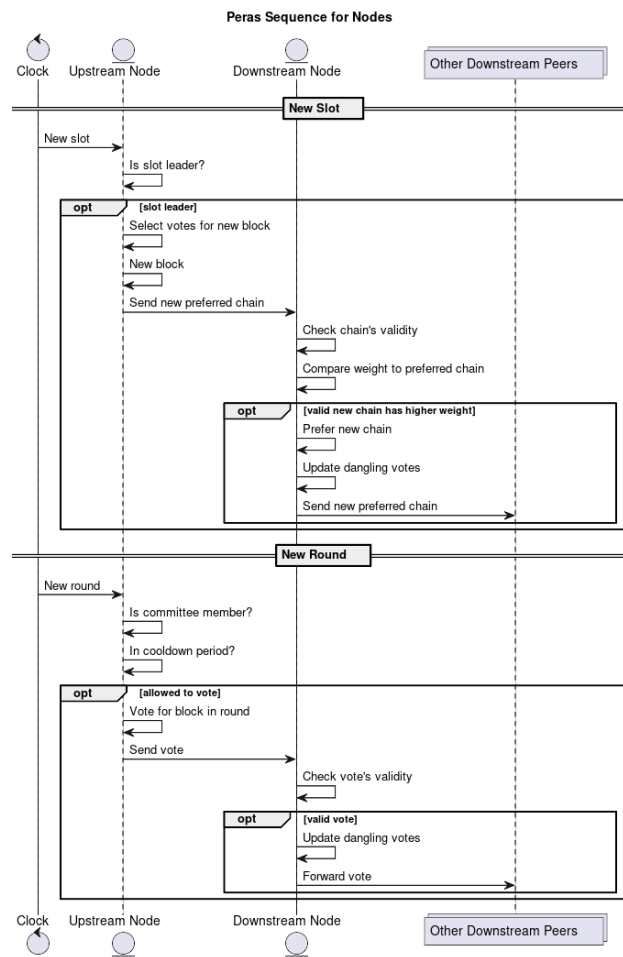 Peras Sequence for Nodes
Clock Upstream Node Downstream Node Other Downstream Peers
New Slot
New slot
Is slot leader?
opt [slot leader]
Select votes for new block
New block
Send new preferred chain
Check chain's validity
Compare weight to preferred chain
opt [valid new chain has higher weight]
Prefer new chain
Update dangling votes
Send new preferred chain
New Round
New round
Is committee member?
In cooldown period?
opt [allowed to vote]
Vote for block in round
Send vote
Check vote's validity
opt [valid vote]
Update dangling votes
Forward vote
Clock Upstream Node Downstream Node Other Downstream Peers